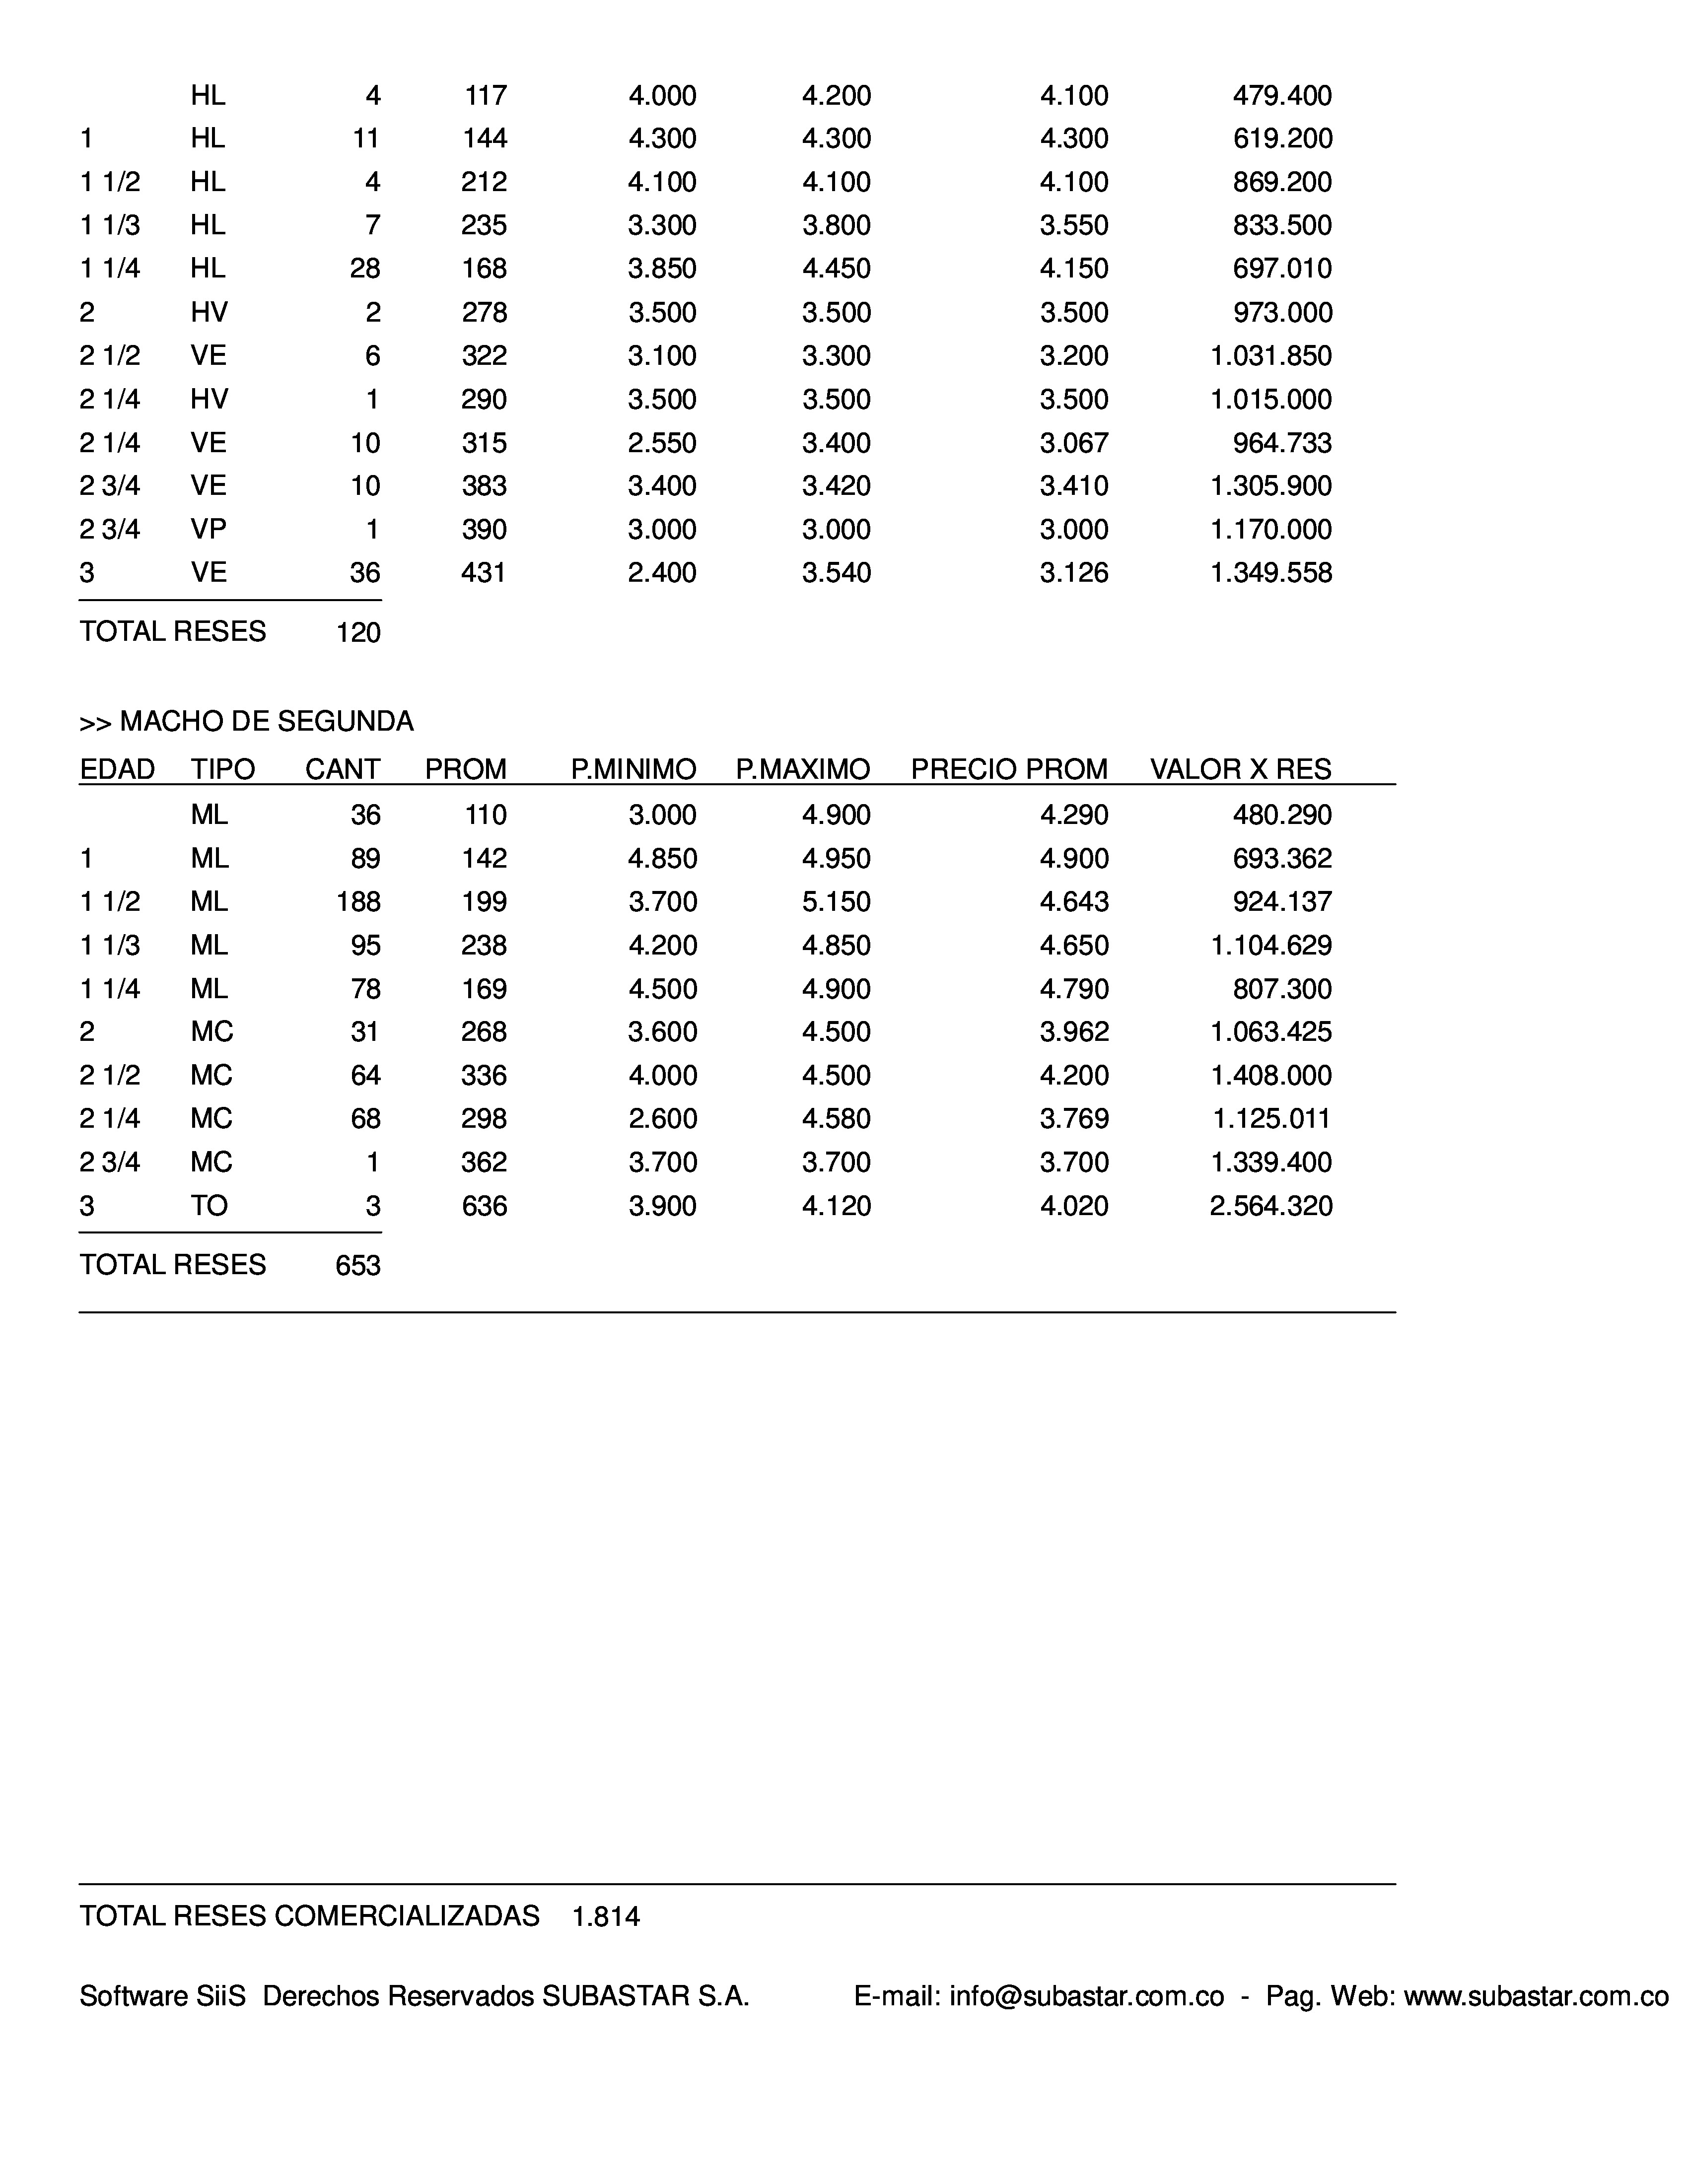 HL 4 117 4.000 4.200 4.100 479.400
1 HL 11 144 4.300 4.300 4.300 619.200
1 1/2 HL 4 212 4.100 4.100 4.100 869.200
1 1/3 HL 7 235 3.300 3.800 3.550 833.500
1 1/4 HL 28 168 3.850 4.450 4.150 697.010
2 HV 2 278 3.500 3.500 3.500 973.000
2 1/2 VE 6 322 3.100 3.300 3.200 1.031.850
2 1/4 HV 1 290 3.500 3.500 3.500 1.015.000
2 1/4 VE 10 315 2.550 3.400 3.067 964.733
2 3/4 VE 10 383 3.400 3.420 3.410 1.305.900
2 3/4 VP 1 390 3.000 3.000 3.000 1.170.000
3 VE 36 431 2.400 3.540 3.126 1.349.558
TOTAL RESES 120
>> MACHO DE SEGUNDA
EDAD TIPO CANT PROM P.MINIMO P.MAXIMO PRECIO PROM VALOR X RES
ML 36 110 3.000 4.900 4.290 480.290
1 ML 89 142 4.850 4.950 4.900 693.362
1 1/2 ML 188 199 3.700 5.150 4.643 924.137
1 1/3 ML 95 238 4.200 4.850 4.650 1.104.629
1 1/4 ML 78 169 4.500 4.900 4.790 807.300
2 MC 31 268 3.600 4.500 3.962 1.063.425
2 1/2 MC 64 336 4.000 4.500 4.200 1.408.000
2 1/4 MC 68 298 2.600 4.580 3.769 1.125.011
2 3/4 MC 1 362 3.700 3.700 3.700 1.339.400
3 TO 3 636 3.900 4.120 4.020 2.564.320
TOTAL RESES 653
TOTAL RESES COMERCIALIZADAS 1.814
Software SiiS Derechos Reservados SUBASTAR S.A. E-mail: info@subastar.com.co - Pag. Web: www.subastar.com.co